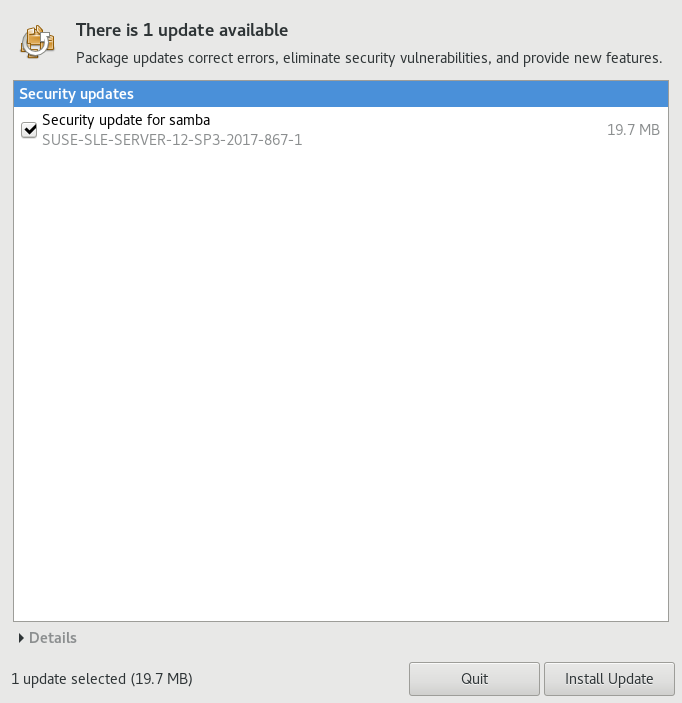 There is 1 update available
Package updates correct errors, eliminate security vulnerabilities, and provide new features.
Security updates
Security update for samba
SUSE-SLE-SERVER-12-SP3-2017-867-1
19.7 MB
Details
1 update selected (19.7 MB)
Quit
Install Update